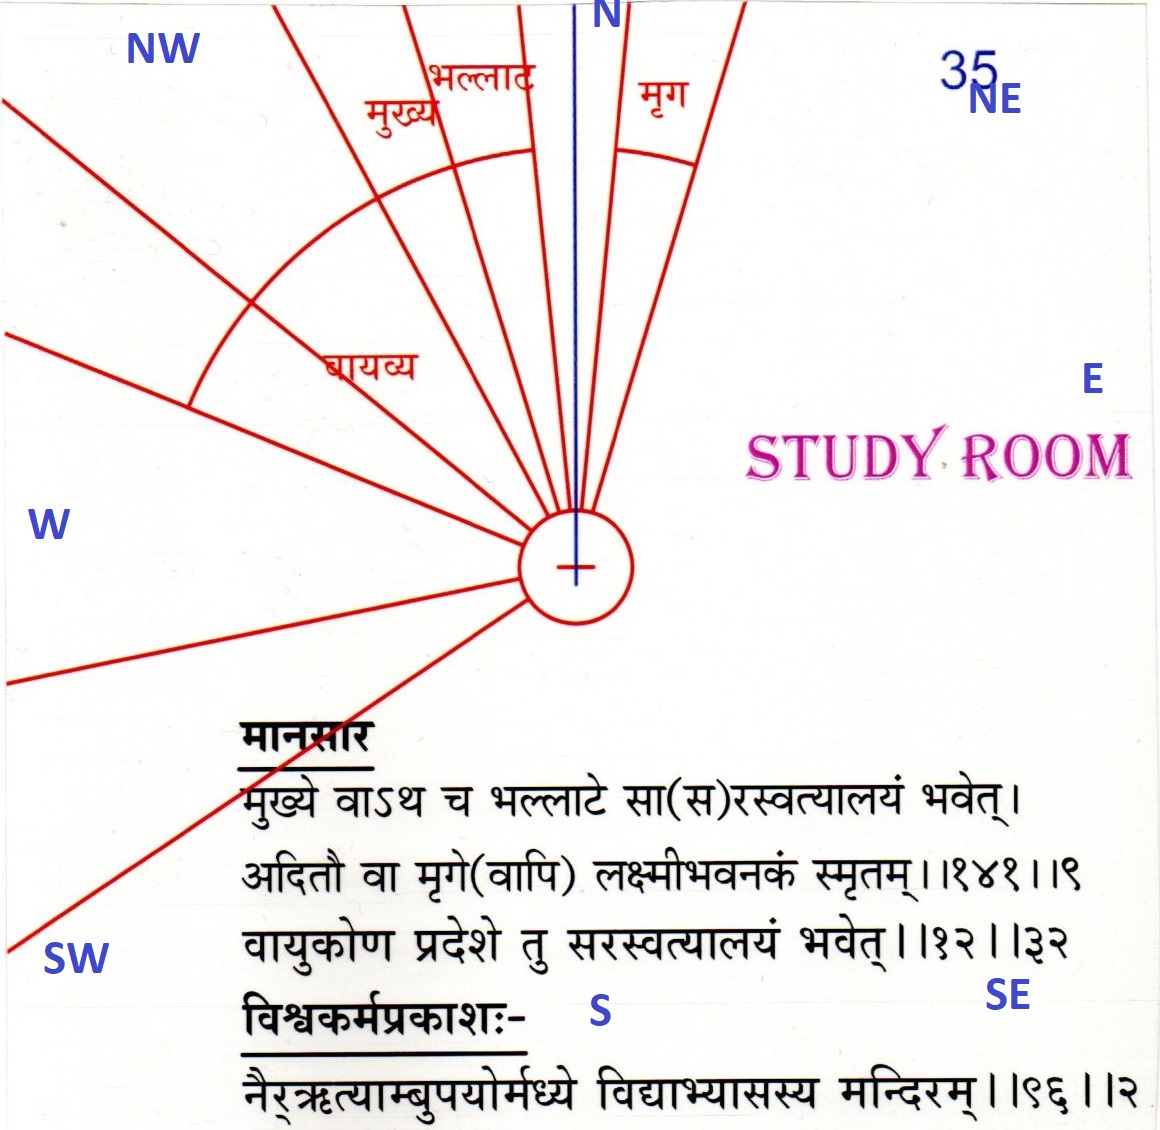 N
NW
भल्लाट
मुख्य
मृग
35
NE
वायव्य
E
STUDY ROOM
W
मानसार
मुख्ये वाऽथ च भल्लाटे सा(स)रस्वत्यालयं भवेत्।
अदितौ वा मृगे(वापि) लक्ष्मीभवनकं स्मृतम्।।१४१।।९
वायुकोण प्रदेशे तु सरस्वत्यालयं भवेत्।।१२।।३२
SW
SE
S
विश्वकर्मप्रकाशः-
नैर्ऋत्याम्बुपयोर्मध्ये विद्याभ्यासस्य मन्दिरम्।।९६।।२